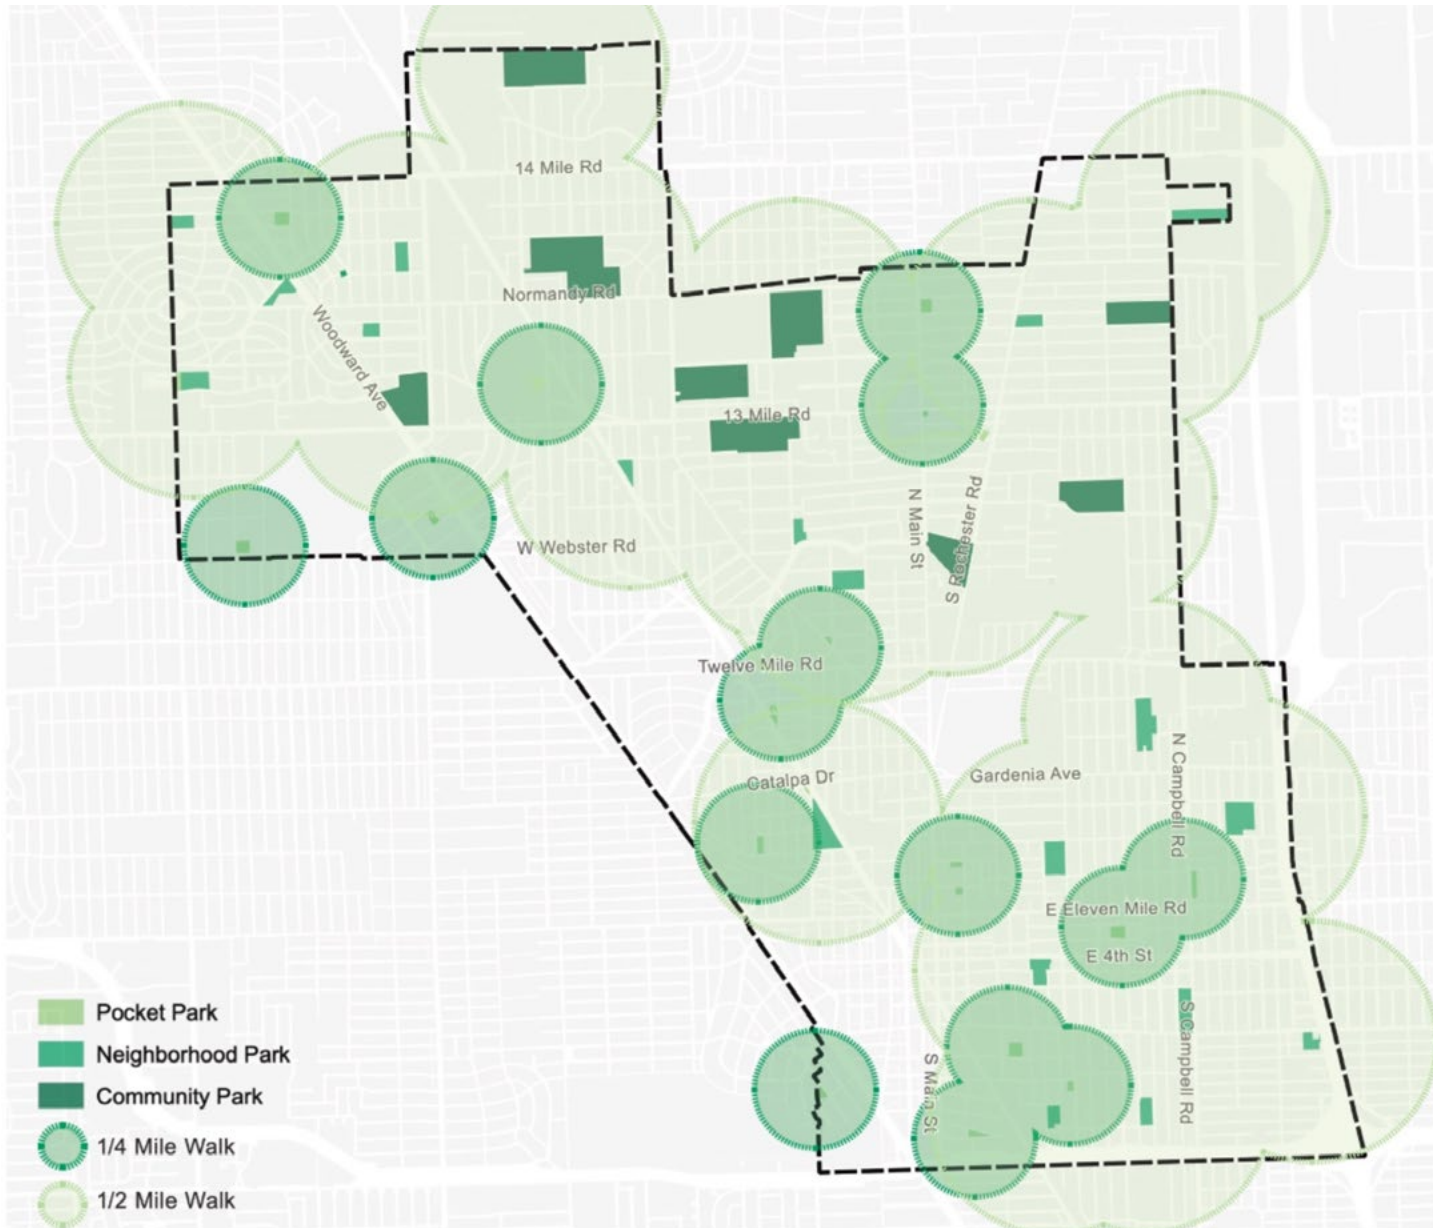 14 Mile Rd
Normandy Rd
Woodward Ave
13 Mile Rd
N Main St
S Rochester Rd
W Webster Rd
Twelve Mile Rd
Catalpa Dr
Gardenia Ave
N Campbell Rd
E Eleven Mile Rd
E 4th St
S Campbell Rd
S Main St
Pocket Park
Neighborhood Park
Community Park
1/4 Mile Walk
1/2 Mile Walk